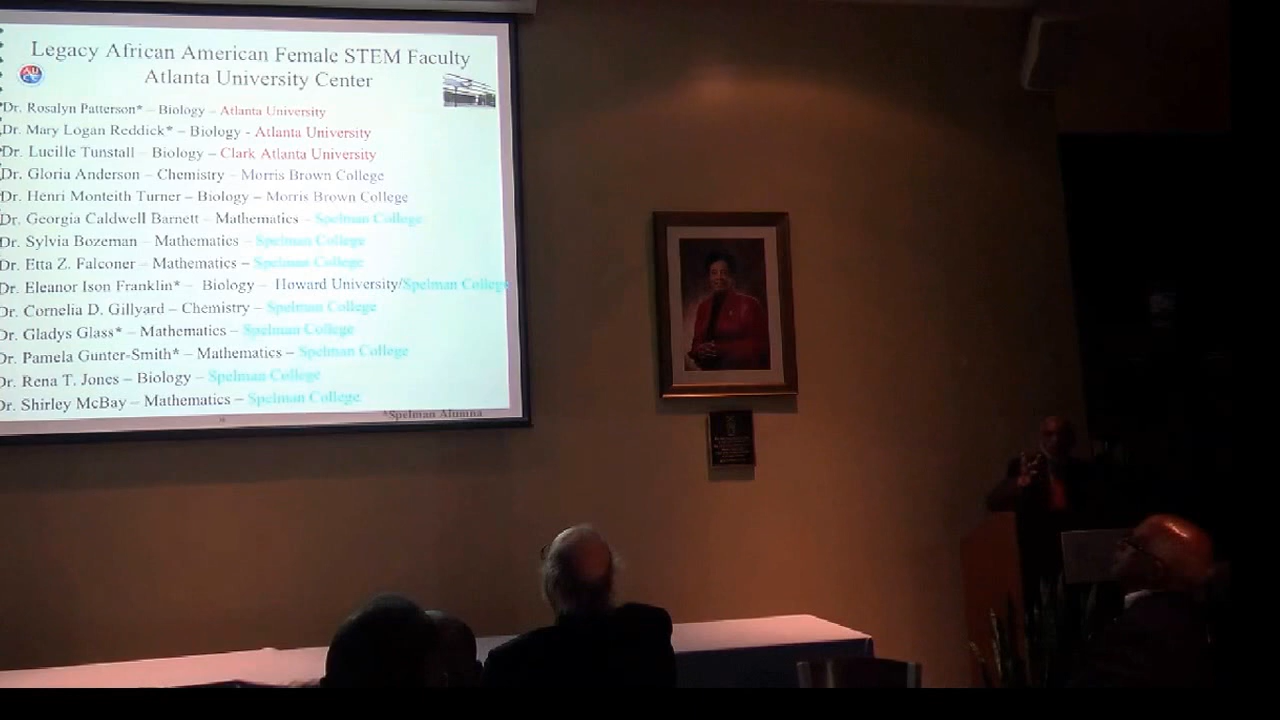 Legacy African American Female STEM Faculty
Atlanta University Center
Dr. Rosalyn Patterson* – Biology – Atlanta University
Dr. Mary Logan Reddick* – Biology - Atlanta University
Dr. Lucille Tunstall – Biology – Clark Atlanta University
Dr. Gloria Anderson – Chemistry – Morris Brown College
Dr. Henri Monteith Turner – Biology – Morris Brown College
Dr. Georgia Caldwell Barnett – Mathematics – Spelman College
Dr. Sylvia Bozeman – Mathematics – Spelman College
Dr. Etta Z. Falconer – Mathematics – Spelman College
Dr. Eleanor Ison Franklin* – Biology – Howard University/Spelman College
Dr. Cornelia D. Gillyard – Chemistry – Spelman College
Dr. Gladys Glass* – Mathematics – Spelman College
Dr. Pamela Gunter-Smith* – Mathematics – Spelman College
Dr. Rena T. Jones – Biology – Spelman College
Dr. Shirley McBay – Mathematics – Spelman College
*Spelman Alumna